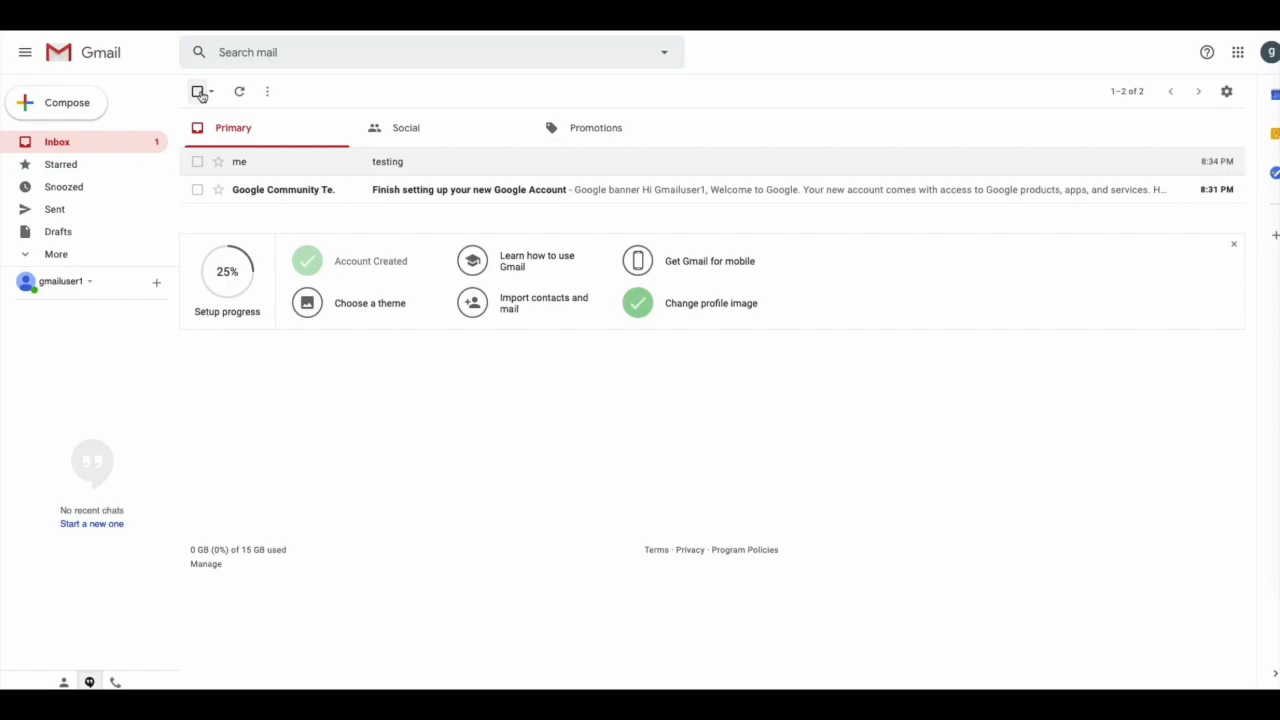 Gmail
Search mail
g
Compose
1–2 of 2
Inbox 1
Primary
Social
Promotions
Starred
me testing 8:34 PM
Snoozed
Google Community Te. Finish setting up your new Google Account - Google banner Hi Gmailuser1, Welcome to Google. Your new account comes with access to Google products, apps, and services. H... 8:31 PM
Sent
Drafts
More
gmailuser1
25%
Setup progress
Account Created
Learn how to use
Gmail
Get Gmail for mobile
Choose a theme
Import contacts and
mail
Change profile image
No recent chats
Start a new one
0 GB (0%) of 15 GB used
Manage
Terms · Privacy · Program Policies